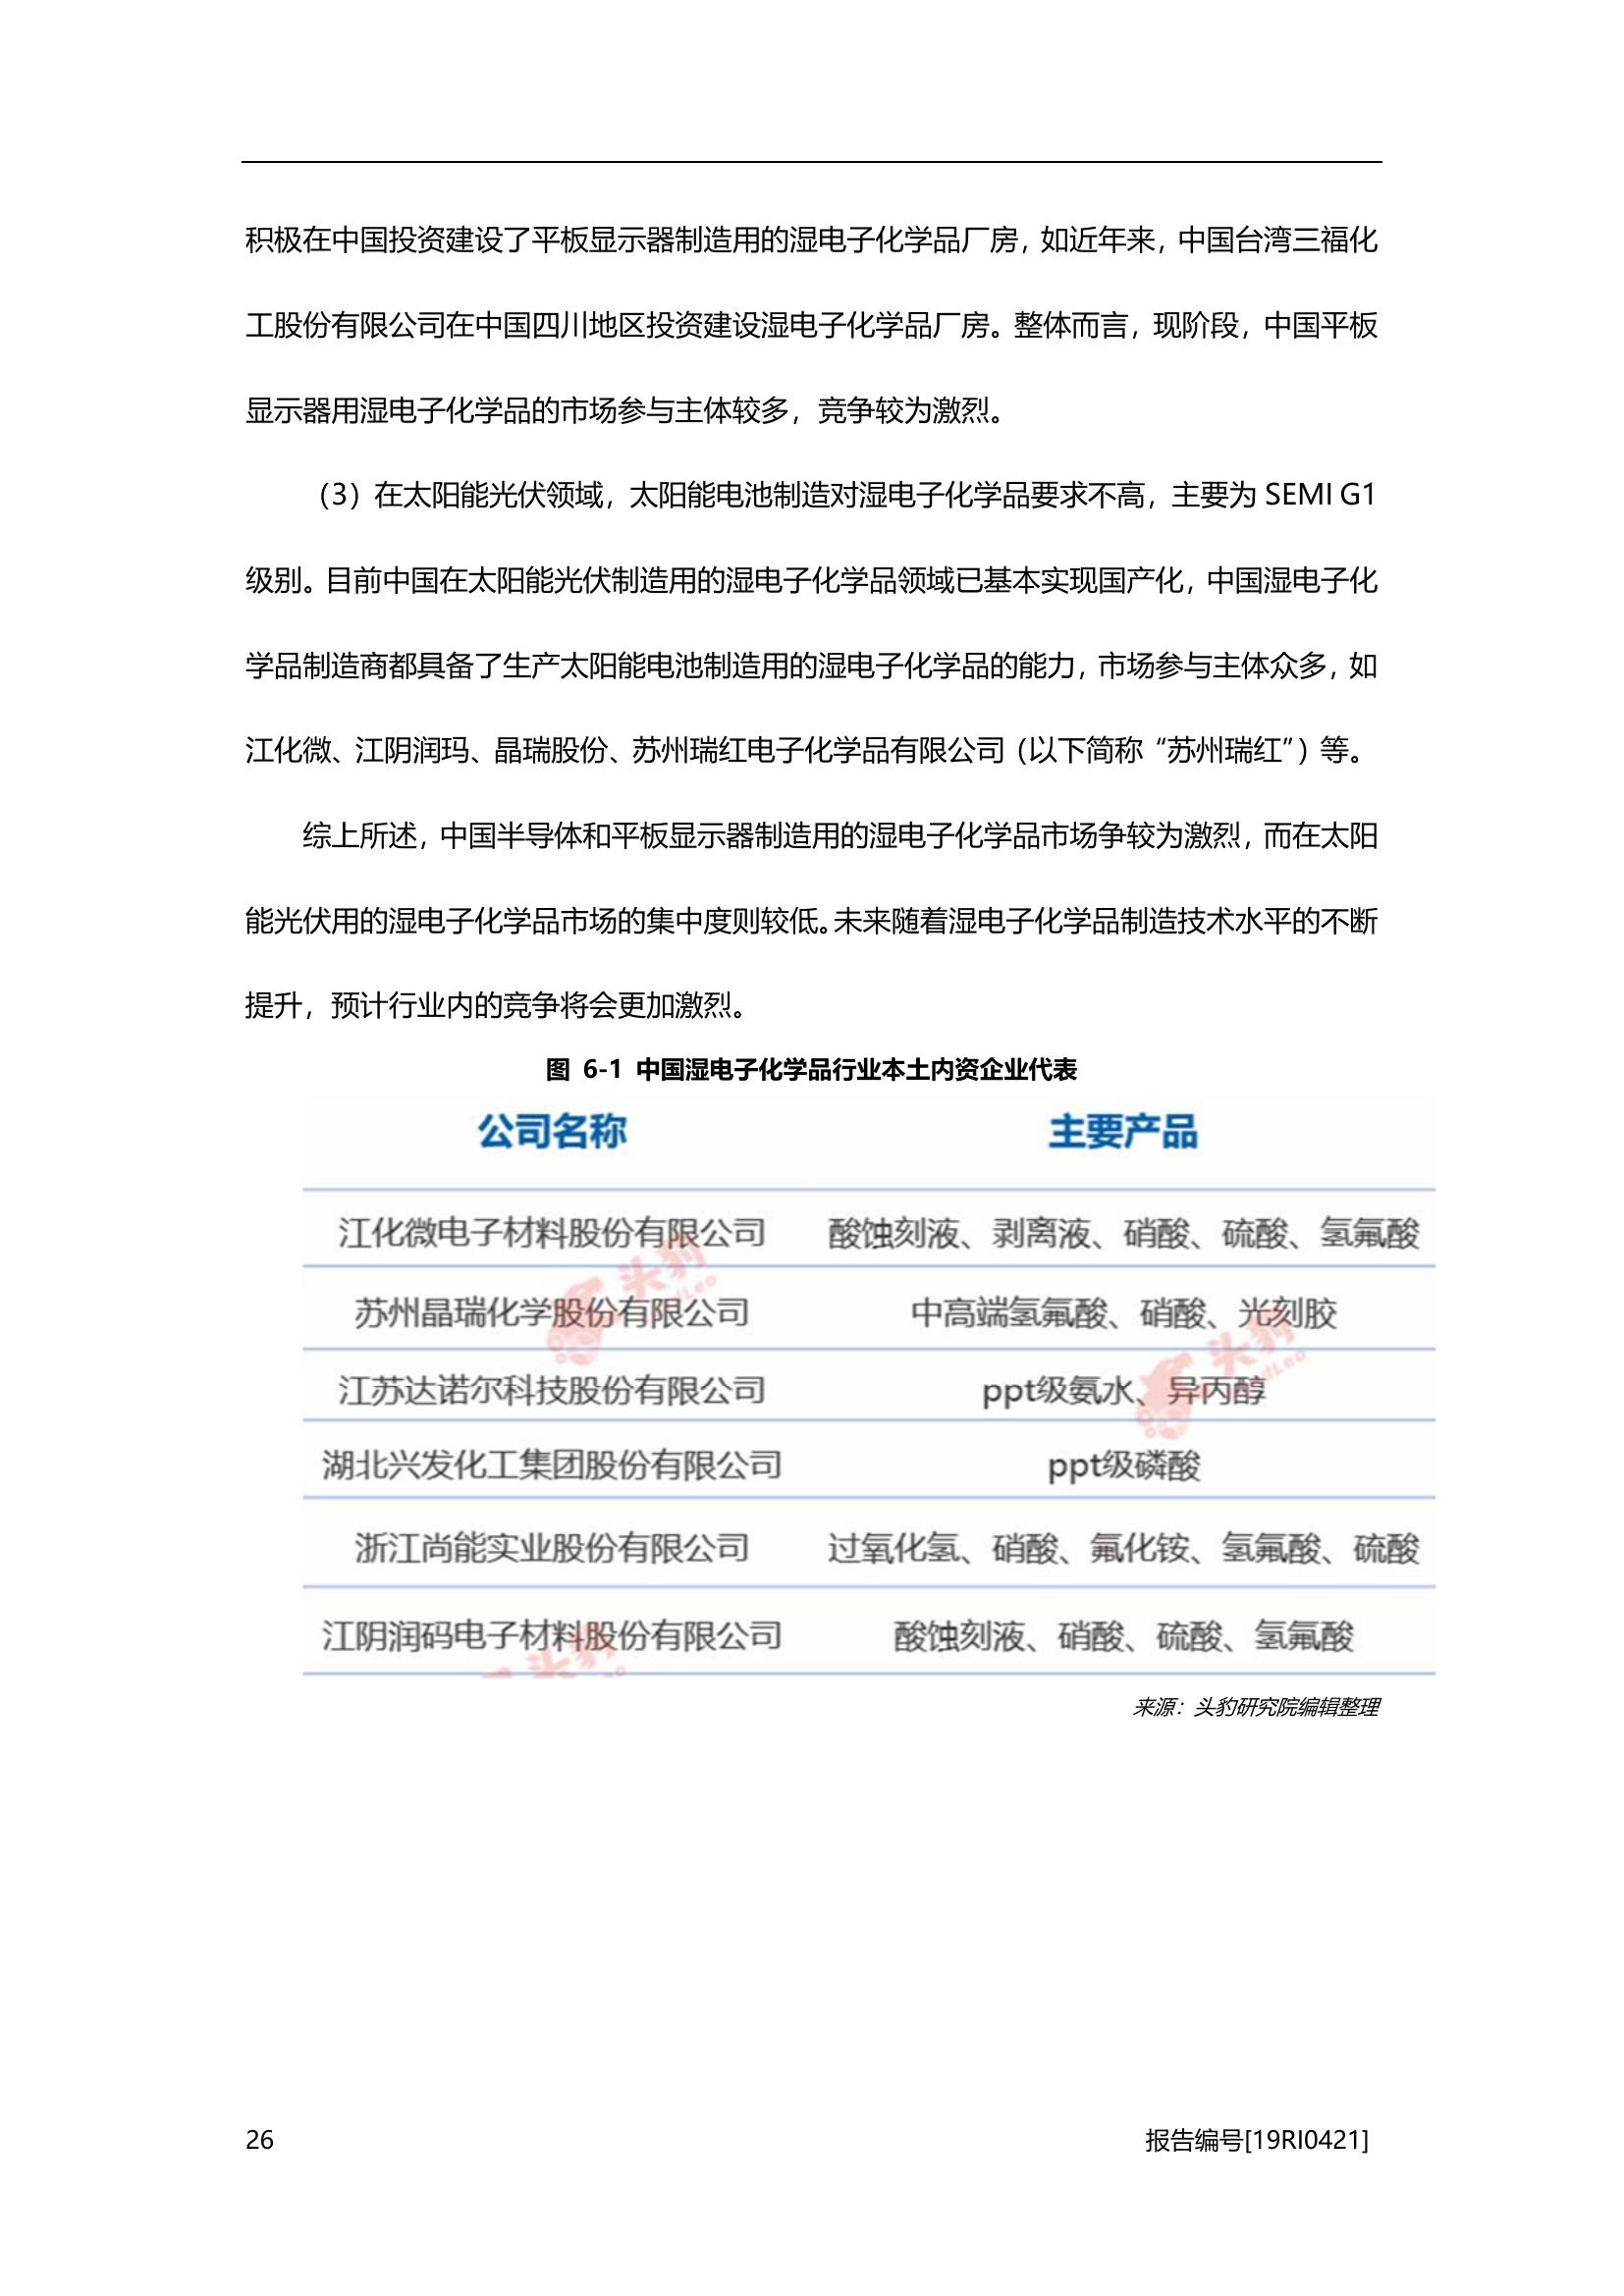 积极在中国投资建设了平板显示器制造用的湿电子化学品厂房，如近年来，中国台湾三福化
工股份有限公司在中国四川地区投资建设湿电子化学品厂房。整体而言，现阶段，中国平板
显示器用湿电子化学品的市场参与主体较多，竞争较为激烈。
（3）在太阳能光伏领域，太阳能电池制造对湿电子化学品要求不高，主要为 SEMI G1
级别。目前中国在太阳能光伏制造用的湿电子化学品领域已基本实现国产化，中国湿电子化
学品制造商都具备了生产太阳能电池制造用的湿电子化学品的能力，市场参与主体众多，如
江化微、江阴润玛、晶瑞股份、苏州瑞红电子化学品有限公司（以下简称“苏州瑞红”）等。
综上所述，中国半导体和平板显示器制造用的湿电子化学品市场争较为激烈，而在太阳
能光伏用的湿电子化学品市场的集中度则较低。未来随着湿电子化学品制造技术水平的不断
提升，预计行业内的竞争将会更加激烈。
图 6-1 中国湿电子化学品行业本土内资企业代表
公司名称 主要产品
江化微电子材料股份有限公司 酸蚀刻液、剥离液、硝酸、硫酸、氢氟酸
苏州晶瑞化学股份有限公司 中高端氢氟酸、硝酸、光刻胶
江苏达诺尔科技股份有限公司 ppt级氨水、异丙醇
湖北兴发化工集团股份有限公司 ppt级磷酸
浙江尚能实业股份有限公司 过氧化氢、硝酸、氟化铵、氢氟酸、硫酸
江阴润码电子材料股份有限公司 酸蚀刻液、硝酸、硫酸、氢氟酸
头豹
头豹
头豹
来源：头豹研究院编辑整理
26 报告编号[19RI0421]